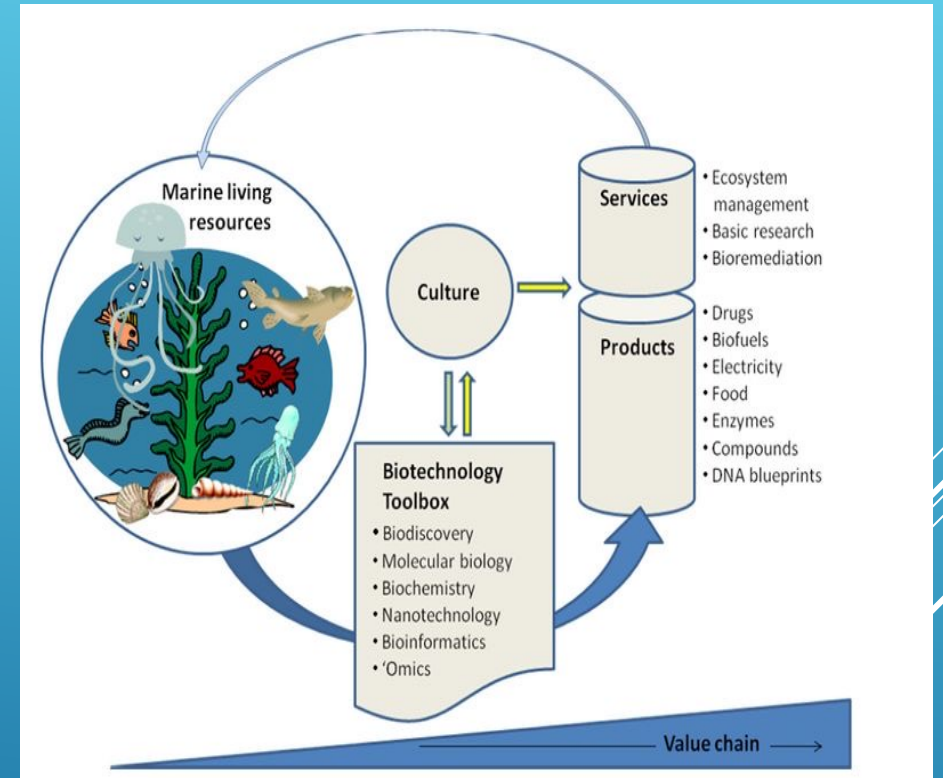 Marine living
resources
Culture
Services
• Ecosystem
management
• Basic research
• Bioremediation
Products
• Drugs
• Biofuels
• Electricity
• Food
• Enzymes
• Compounds
• DNA blueprints
Biotechnology
Toolbox
• Biodiscovery
• Molecular biology
• Biochemistry
• Nanotechnology
• Bioinformatics
• ‘Omics
Value chain